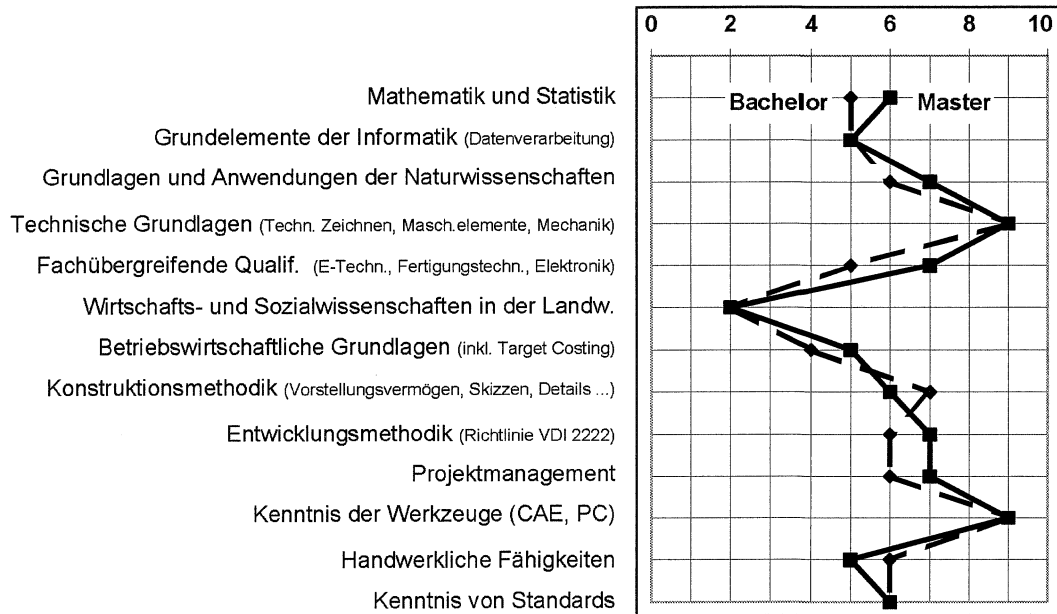 0 2 4 6 8 10
Mathematik und Statistik
Bachelor Master
Grundelemente der Informatik (Datenverarbeitung)
Grundlagen und Anwendungen der Naturwissenschaften
Technische Grundlagen (Techn. Zeichnen, Masch.elemente, Mechanik)
Fachübergreifende Qualif. (E-Techn., Fertigungstechn., Elektronik)
Wirtschafts- und Sozialwissenschaften in der Landw.
Betriebswirtschaftliche Grundlagen (inkl. Target Costing)
Konstruktionsmethodik (Vorstellungsvermögen, Skizzen, Details ...)
Entwicklungsmethodik (Richtlinie VDI 2222)
Projektmanagement
Kenntnis der Werkzeuge (CAE, PC)
Handwerkliche Fähigkeiten
Kenntnis von Standards